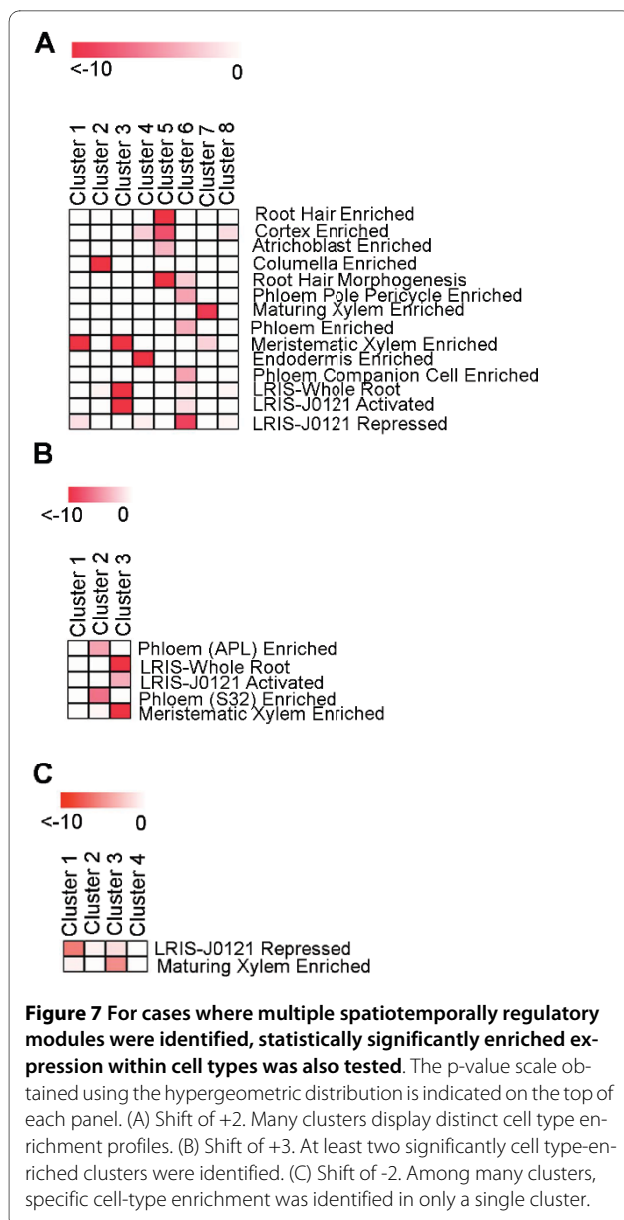 A
<-10 0
Cluster 1
Cluster 2
Cluster 3
Cluster 4
Cluster 5
Cluster 6
Cluster 7
Cluster 8
Root Hair Enriched
Cortex Enriched
Atrichoblast Enriched
Columella Enriched
Root Hair Morphogenesis
Phloem Pole Pericycle Enriched
Maturing Xylem Enriched
Phloem Enriched
Meristematic Xylem Enriched
Endodermis Enriched
Phloem Companion Cell Enriched
LRIS-Whole Root
LRIS-J0121 Activated
LRIS-J0121 Repressed
B
<-10 0
Cluster 1
Cluster 2
Cluster 3
Phloem (APL) Enriched
LRIS-Whole Root
LRIS-J0121 Activated
Phloem (S32) Enriched
Meristematic Xylem Enriched
C
<-10 0
Cluster 1
Cluster 2
Cluster 3
Cluster 4
LRIS-J0121 Repressed
Maturing Xylem Enriched
Figure 7 For cases where multiple spatiotemporally regulatory
modules were identified, statistically significantly enriched ex-
pression within cell types was also tested. The p-value scale ob-
tained using the hypergeometric distribution is indicated on the top of
each panel. (A) Shift of +2. Many clusters display distinct cell type en-
richment profiles. (B) Shift of +3. At least two significantly cell type-en-
riched clusters were identified. (C) Shift of -2. Among many clusters,
specific cell-type enrichment was identified in only a single cluster.